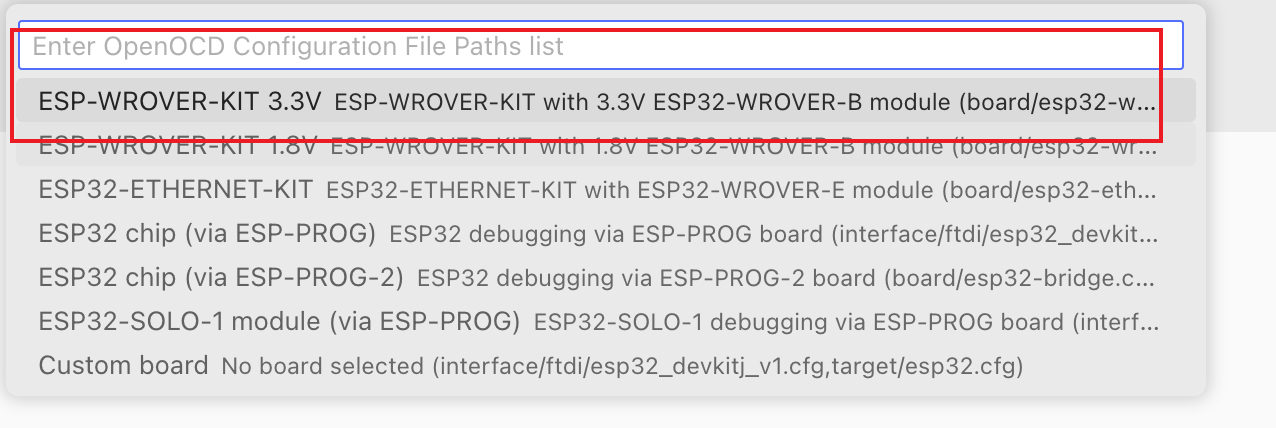 Enter OpenOCD Configuration File Paths list
ESP-WROVER-KIT 3.3V ESP-WROVER-KIT with 3.3V ESP32-WROVER-B module (board/esp32-w...
ESP-WROVER-KIT 1.8V ESP-WROVER-KIT with 1.8V ESP32-WROVER-B module (board/esp32-wr...
ESP32-ETHERNET-KIT ESP32-ETHERNET-KIT with ESP32-WROVER-E module (board/esp32-eth...
ESP32 chip (via ESP-PROG) ESP32 debugging via ESP-PROG board (interface/ftdi/esp32_devkit...
ESP32 chip (via ESP-PROG-2) ESP32 debugging via ESP-PROG-2 board (board/esp32-bridge.c...
ESP32-SOLO-1 module (via ESP-PROG) ESP32-SOLO-1 debugging via ESP-PROG board (interf...
Custom board No board selected (interface/ftdi/esp32_devkitj_v1.cfg,target/esp32.cfg)